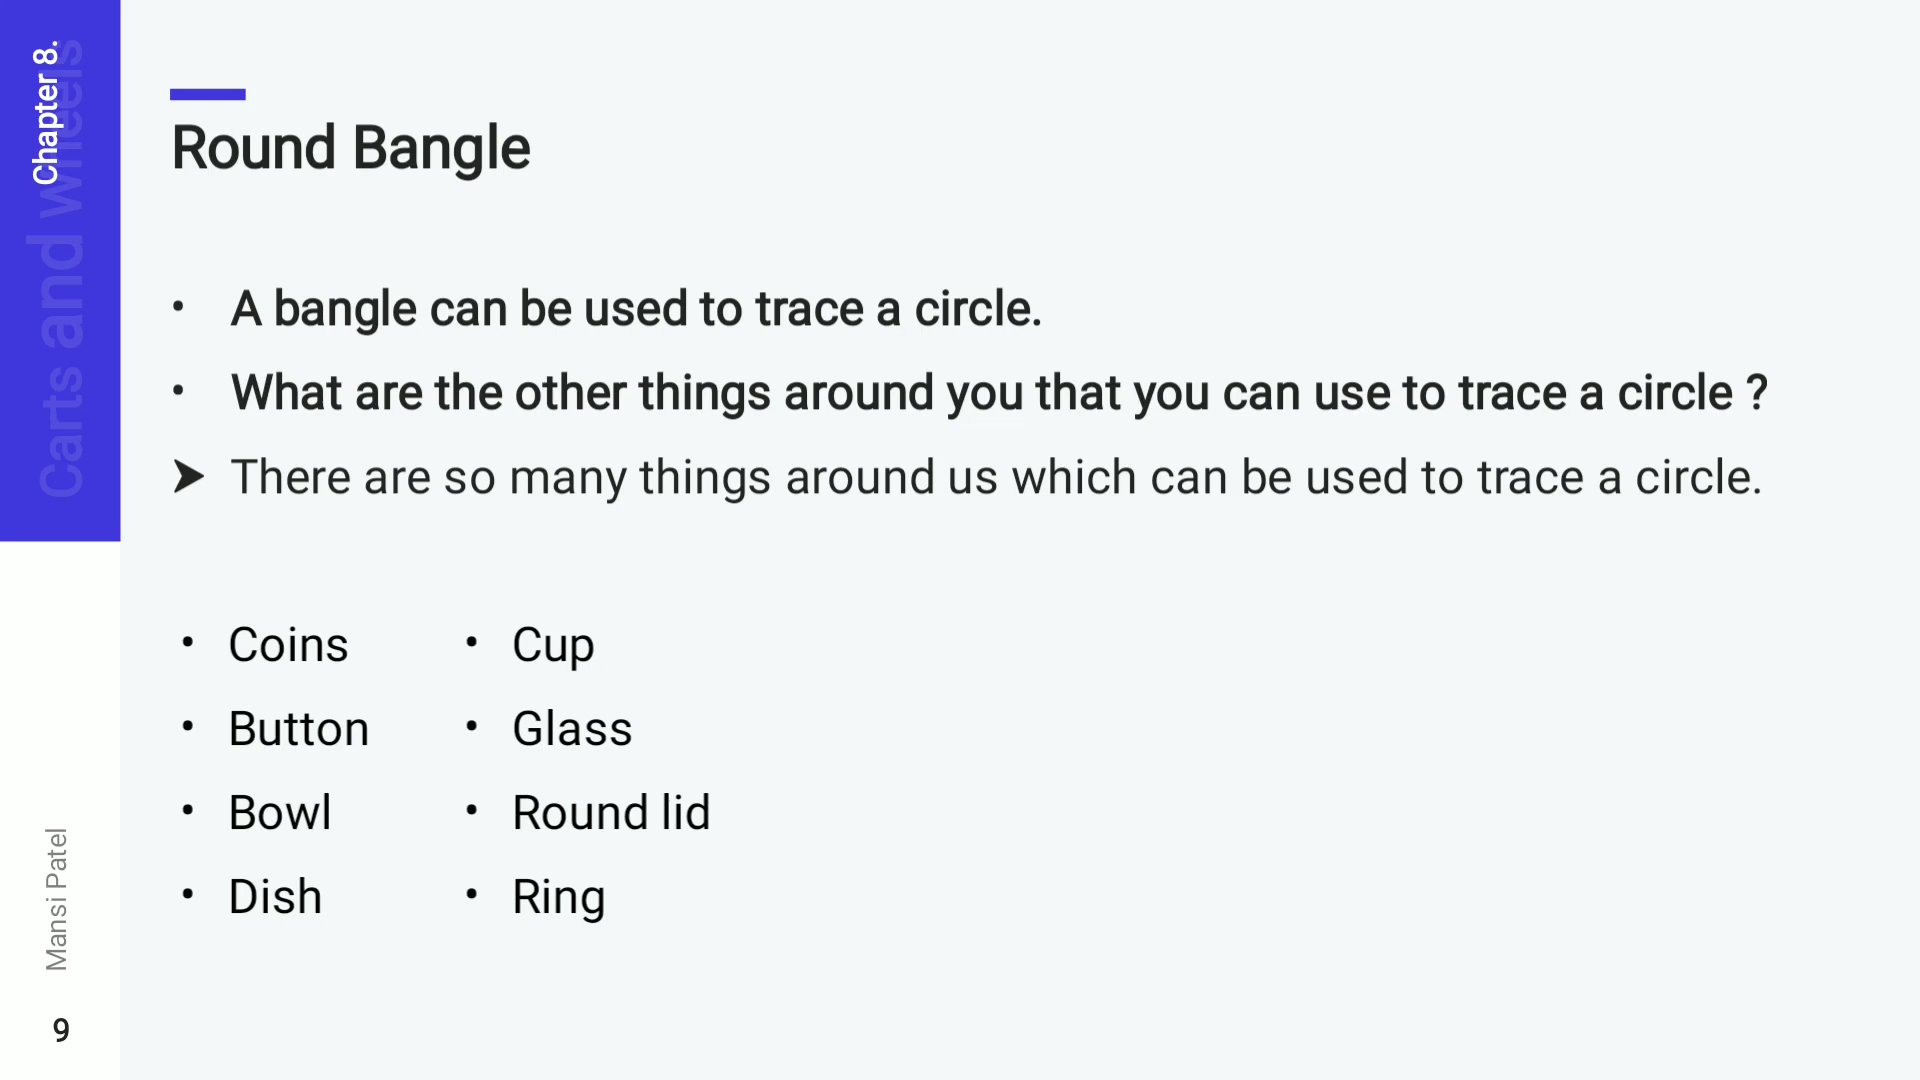 Chapter 8.
Carts and wheels
Round Bangle
• A bangle can be used to trace a circle.
• What are the other things around you that you can use to trace a circle ?
➤ There are so many things around us which can be used to trace a circle.
• Coins
• Button
• Bowl
• Dish
• Cup
• Glass
• Round lid
• Ring
Mansi Patel
9